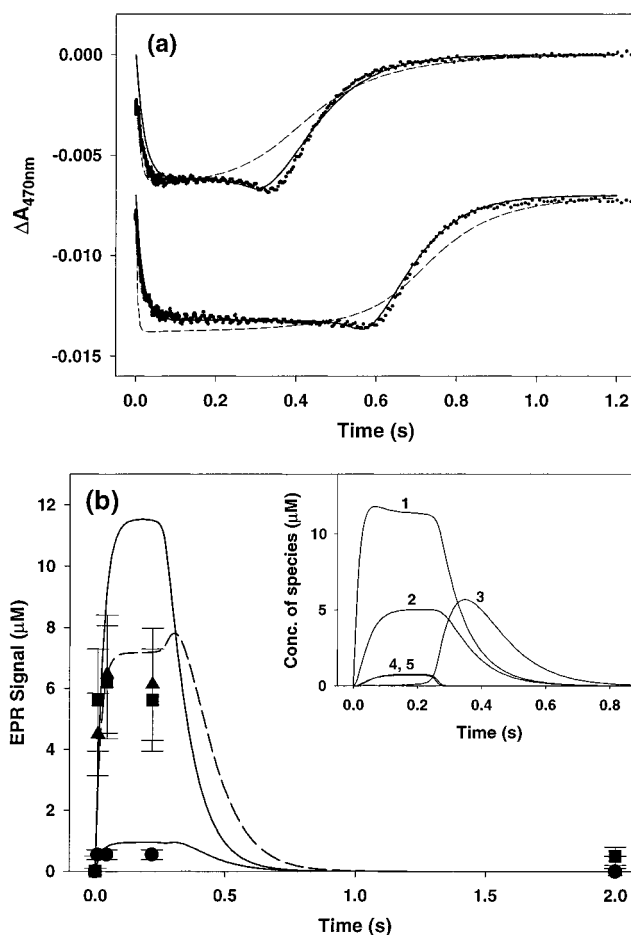 (a)
0.000
-0.005
-0.010
-0.015
ΔA470nm
0.0 0.2 0.4 0.6 0.8 1.0 1.2
Time (s)
(b)
12
10
8
6
4
2
0
EPR Signal (μM)
0.0 0.5 1.0 1.5 2.0
Time (s)
10
5
0
Conc. of species (μM)
1
2
3
4, 5
0.0 0.2 0.4 0.6 0.8
Time (s)